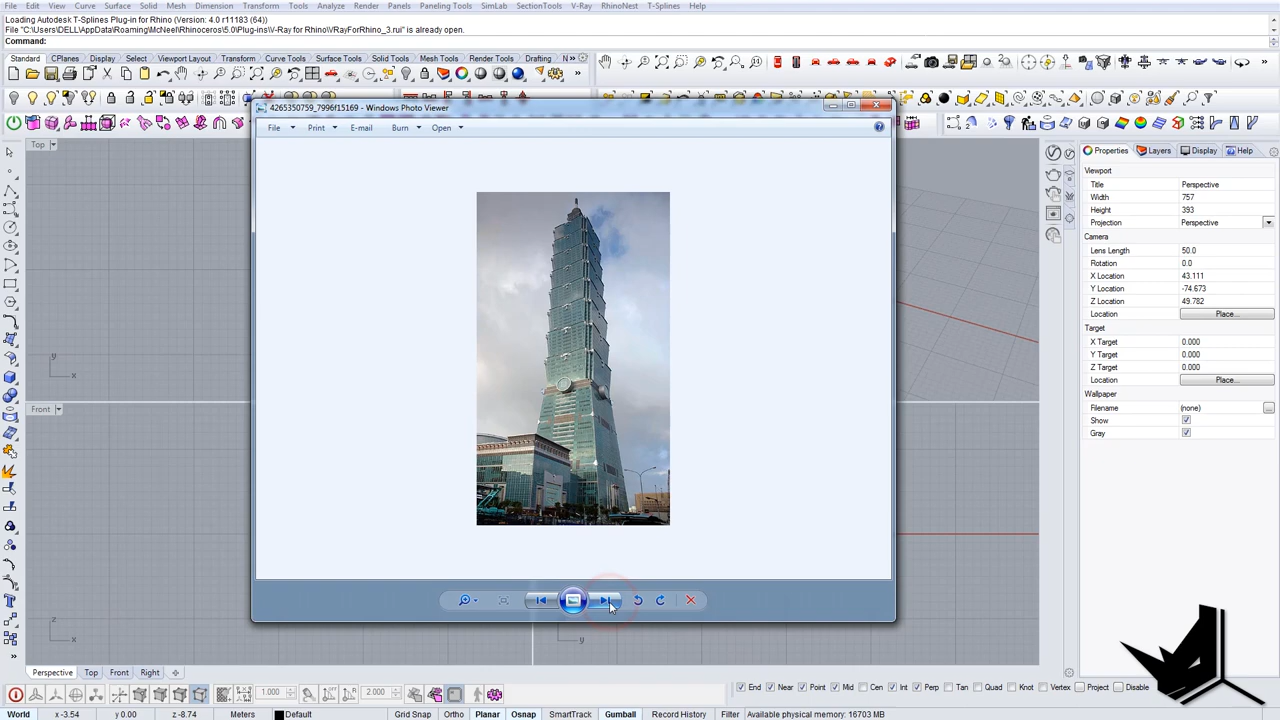 File Edit View Curve Surface Solid Mesh Dimension Transform Tools Analyze Render Panels Paneling Tools SimLab SectionTools V-Ray RhinoNest T-Splines Help
Loading Autodesk T-Splines Plug-in for Rhino (Version: 4.0 r11183 (64))
File "C:\Users\DELL\AppData\Roaming\McNeel\Rhinoceros\5.0\Plug-ins\V-Ray for Rhino\VRayForRhino_3.rui" is already open.
Command:
Standard CPlanes Display Select Viewport Layout Transform Curve Tools Surface Tools Solid Tools Mesh Tools Render Tools Drafting N »
4265350759_7996f15169 - Windows Photo Viewer
File Print E-mail Burn Open
Top
Properties Layers Display Help
Viewport
Title Perspective
Width 757
Height 393
Projection Perspective
Camera
Lens Length 50.0
Rotation 0.0
X Location 43.111
Y Location -74.673
Z Location 49.782
Location Place...
Target
X Target 0.000
Y Target 0.000
Z Target 0.000
Location Place...
Wallpaper
Filename (none) ...
Show
Gray
y
x
Front
z
x
y
Perspective Top Front Right
1.000 2.000
End Near Point Mid Cen Int Perp Tan Quad Knot Vertex Project Disable
World x -3.54 y 0.00 z -8.74 Meters Default Grid Snap Ortho Planar Osnap SmartTrack Gumball Record History Filter Available physical memory: 16703 MB